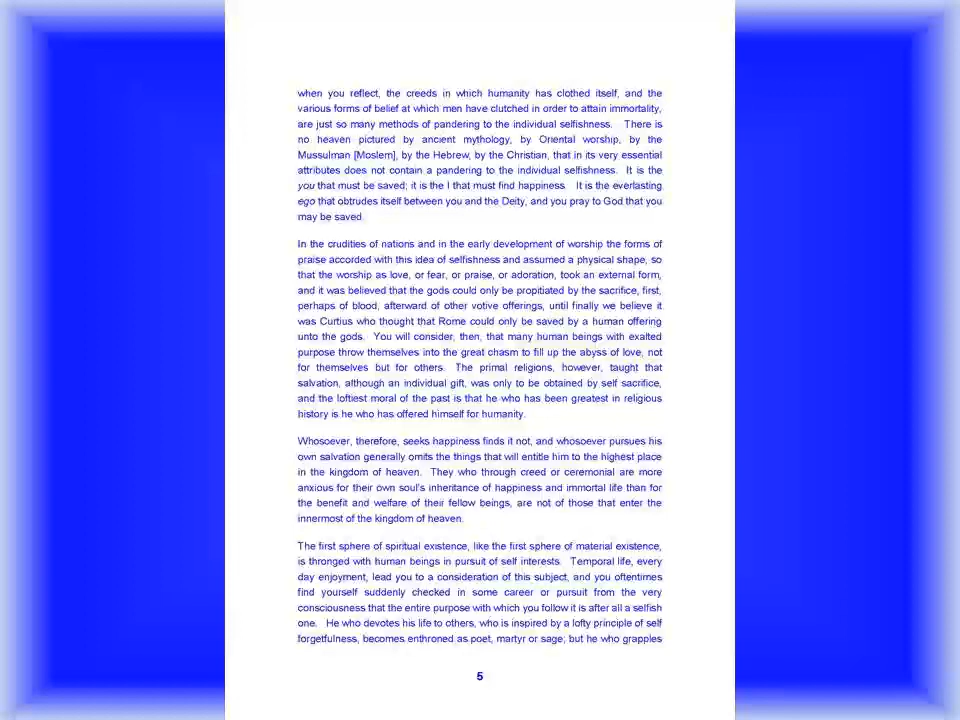 when you reflect, the creeds in which humanity has clothed itself, and the
various forms of belief at which men have clutched in order to attain immortality,
are just so many methods of pandering to the individual selfishness. There is
no heaven pictured by ancient mythology, by Oriental worship, by the
Mussulman [Moslem], by the Hebrew, by the Christian, that in its very essential
attributes does not contain a pandering to the individual selfishness. It is the
you that must be saved; it is the I that must find happiness. It is the everlasting
ego that obtrudes itself between you and the Deity, and you pray to God that you
may be saved.
In the crudities of nations and in the early development of worship the forms of
praise accorded with this idea of selfishness and assumed a physical shape, so
that the worship as love, or fear, or praise, or adoration, took an external form,
and it was believed that the gods could only be propitiated by the sacrifice, first,
perhaps of blood, afterward of other votive offerings, until finally we believe it
was Curtius who thought that Rome could only be saved by a human offering
unto the gods. You will consider, then, that many human beings with exalted
purpose throw themselves into the great chasm to fill up the abyss of love, not
for themselves but for others. The primal religions, however, taught that
salvation, although an individual gift, was only to be obtained by self sacrifice,
and the loftiest moral of the past is that he who has been greatest in religious
history is he who has offered himself for humanity.
Whosoever, therefore, seeks happiness finds it not, and whosoever pursues his
own salvation generally omits the things that will entitle him to the highest place
in the kingdom of heaven. They who through creed or ceremonial are more
anxious for their own soul's inheritance of happiness and immortal life than for
the benefit and welfare of their fellow beings, are not of those that enter the
innermost of the kingdom of heaven.
The first sphere of spiritual existence, like the first sphere of material existence,
is thronged with human beings in pursuit of self interests. Temporal life, every
day enjoyment, lead you to a consideration of this subject, and you oftentimes
find yourself suddenly checked in some career or pursuit from the very
consciousness that the entire purpose with which you follow it is after all a selfish
one. He who devotes his life to others, who is inspired by a lofty principle of self
forgetfulness, becomes enthroned as poet, martyr or sage; but he who grapples
5